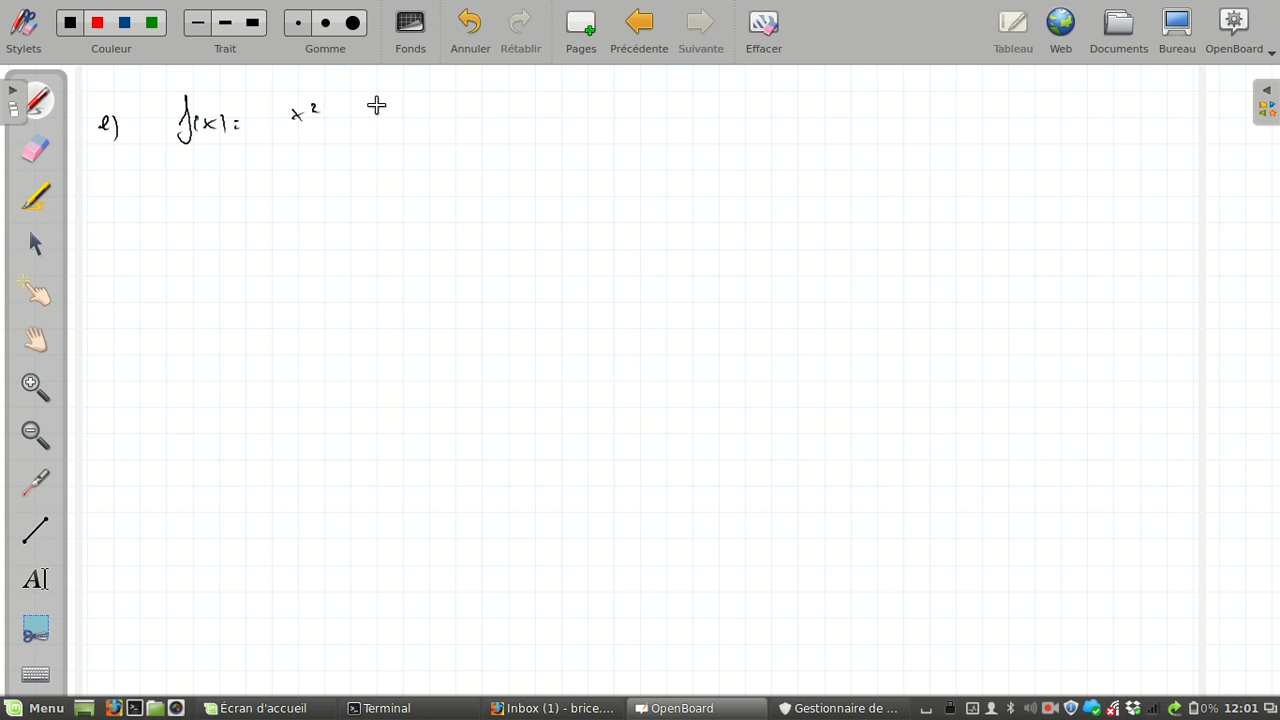 Stylets Couleur Trait Gomme Fonds Annuler Rétablir Pages Précédente Suivante Effacer Tableau Web Documents Bureau OpenBoard
e) f(x) = x²
Menu Écran d'accueil Terminal Inbox (1) – brice.... OpenBoard Gestionnaire de ... 0% 12:01